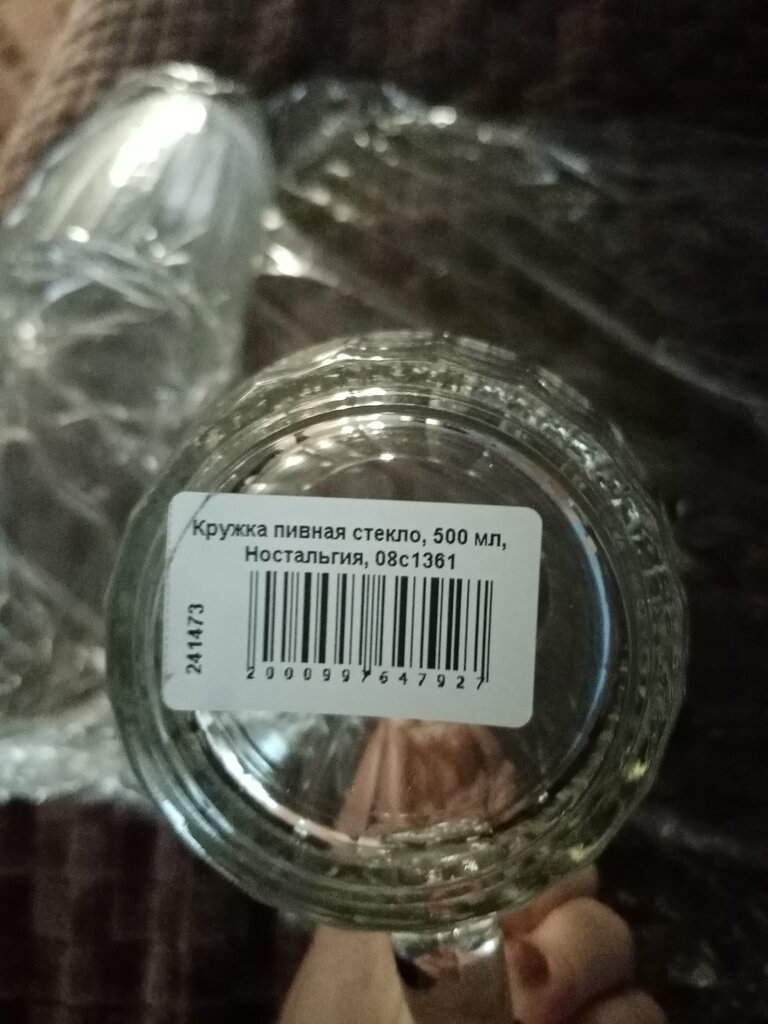 Кружка пивная стекло, 500 мл,
Ностальгия, 08с1361
241473
2000997647927